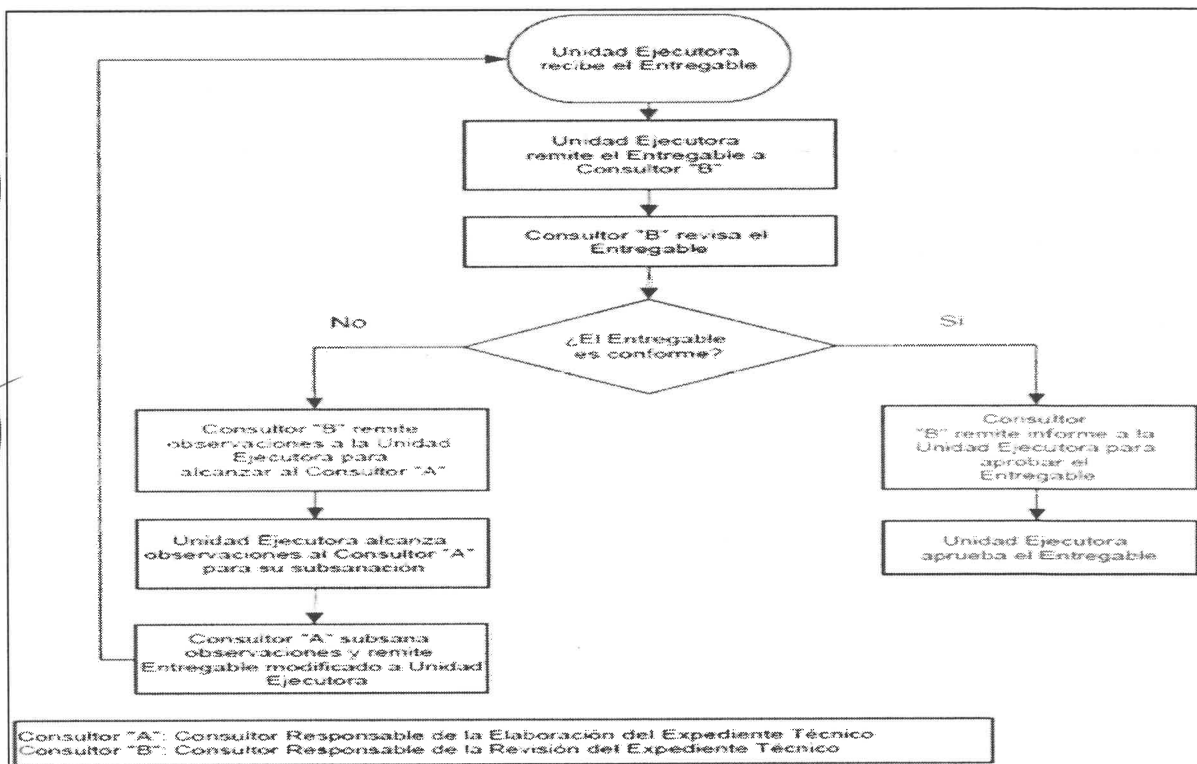 Unidad Ejecutora
recibe el Entregable
Unidad Ejecutora
remite el Entregable a
Consultor "B"
Consultor "B" revisa el
Entregable
¿El Entregable
es conforme?
No
Si
Consultor "B" remite
observaciones a la Unidad
Ejecutora para
alcanzar al Consultor "A"
Unidad Ejecutora alcanza
observaciones al Consultor "A"
para su subsanación
Consultor "A" subsana
observaciones y remite
Entregable modificado a Unidad
Ejecutora
Consultor
"B" remite informe a la
Unidad Ejecutora para
aprobar el
Entregable
Unidad Ejecutora
aprueba el Entregable
Consultor "A": Consultor Responsable de la Elaboración del Expediente Técnico
Consultor "B": Consultor Responsable de la Revisión del Expediente Técnico